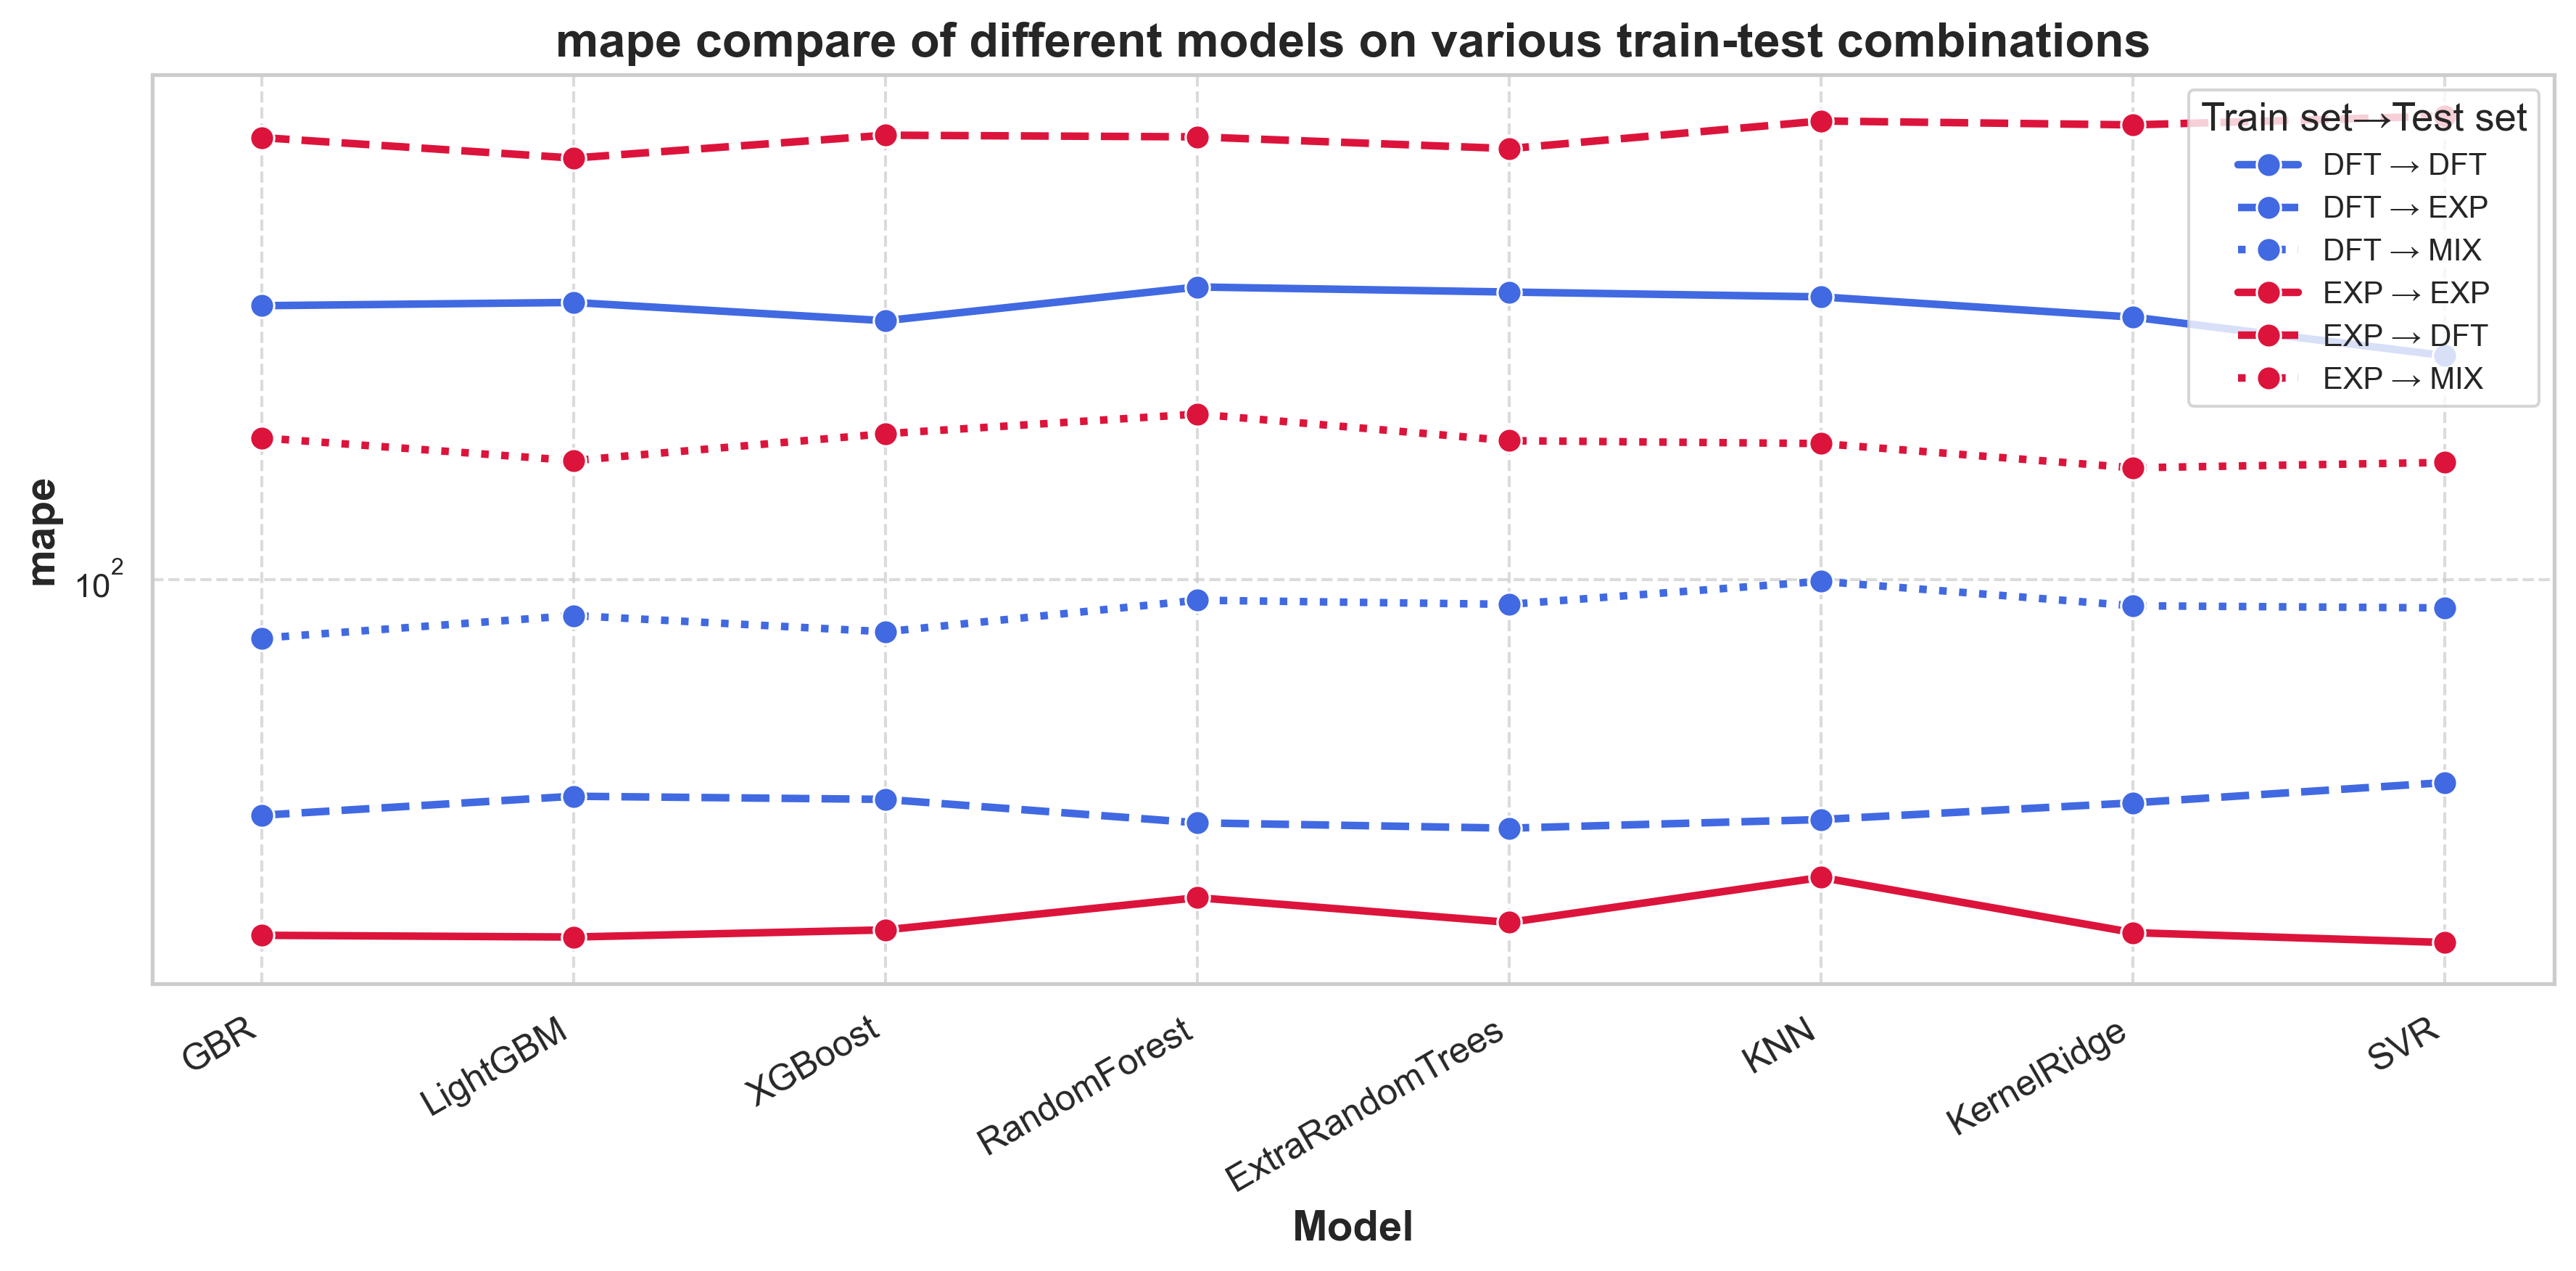 mape compare of different models on various train-test combinations
Train set→Test set
DFT → DFT
DFT → EXP
DFT → MIX
EXP → EXP
EXP → DFT
EXP → MIX
mape
10²
GBR
LightGBM
XGBoost
RandomForest
ExtraRandomTrees
KNN
KernelRidge
SVR
Model